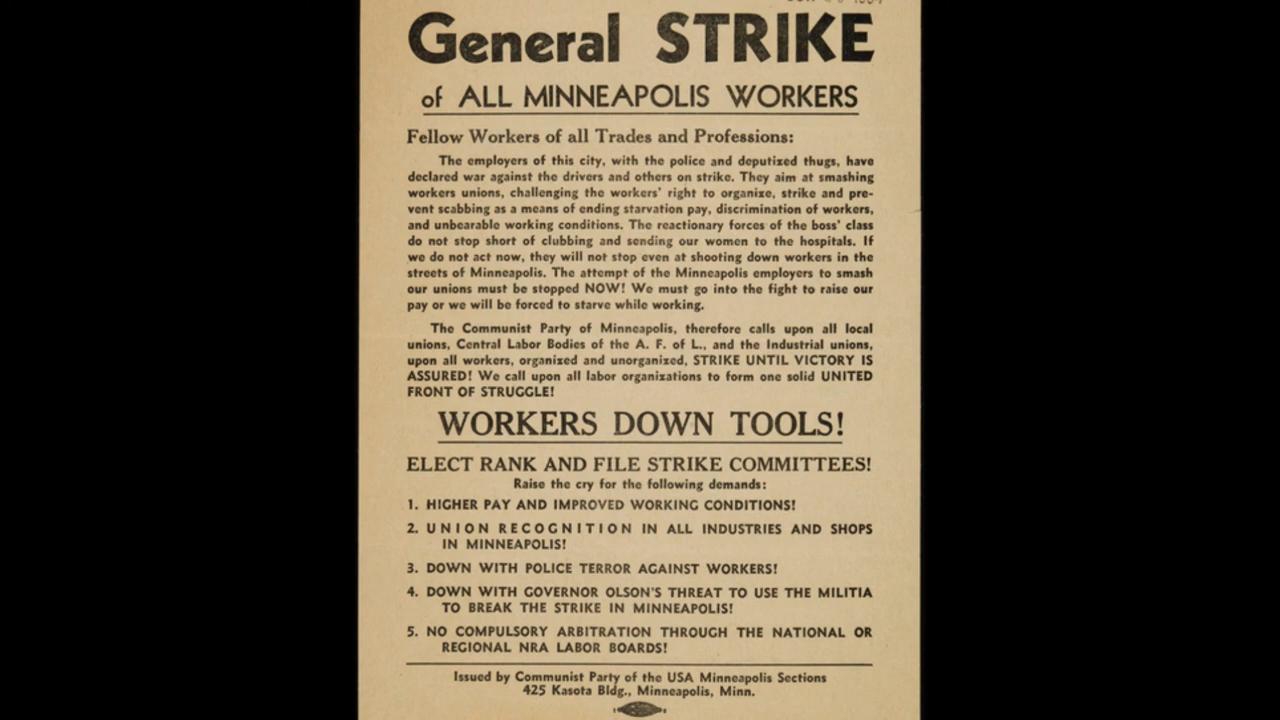 General STRIKE
of ALL MINNEAPOLIS WORKERS
Fellow Workers of all Trades and Professions:
The employers of this city, with the police and deputized thugs, have
declared war against the drivers and others on strike. They aim at smashing
workers unions, challenging the workers' right to organize, strike and pre-
vent scabbing as a means of ending starvation pay, discrimination of workers,
and unbearable working conditions. The reactionary forces of the boss' class
do not stop short of clubbing and sending our women to the hospitals. If
we do not act now, they will not stop even at shooting down workers in the
streets of Minneapolis. The attempt of the Minneapolis employers to smash
our unions must be stopped NOW! We must go into the fight to raise our
pay or we will be forced to starve while working.
The Communist Party of Minneapolis, therefore calls upon all local
unions, Central Labor Bodies of the A. F. of L., and the Industrial unions,
upon all workers, organized and unorganized, STRIKE UNTIL VICTORY IS
ASSURED! We call upon all labor organizations to form one solid UNITED
FRONT OF STRUGGLE!
WORKERS DOWN TOOLS!
ELECT RANK AND FILE STRIKE COMMITTEES!
Raise the cry for the following demands:
1. HIGHER PAY AND IMPROVED WORKING CONDITIONS!
2. UNION RECOGNITION IN ALL INDUSTRIES AND SHOPS
IN MINNEAPOLIS!
3. DOWN WITH POLICE TERROR AGAINST WORKERS!
4. DOWN WITH GOVERNOR OLSON'S THREAT TO USE THE MILITIA
TO BREAK THE STRIKE IN MINNEAPOLIS!
5. NO COMPULSORY ARBITRATION THROUGH THE NATIONAL OR
REGIONAL NRA LABOR BOARDS!
Issued by Communist Party of the USA Minneapolis Sections
425 Kasota Bldg., Minneapolis, Minn.